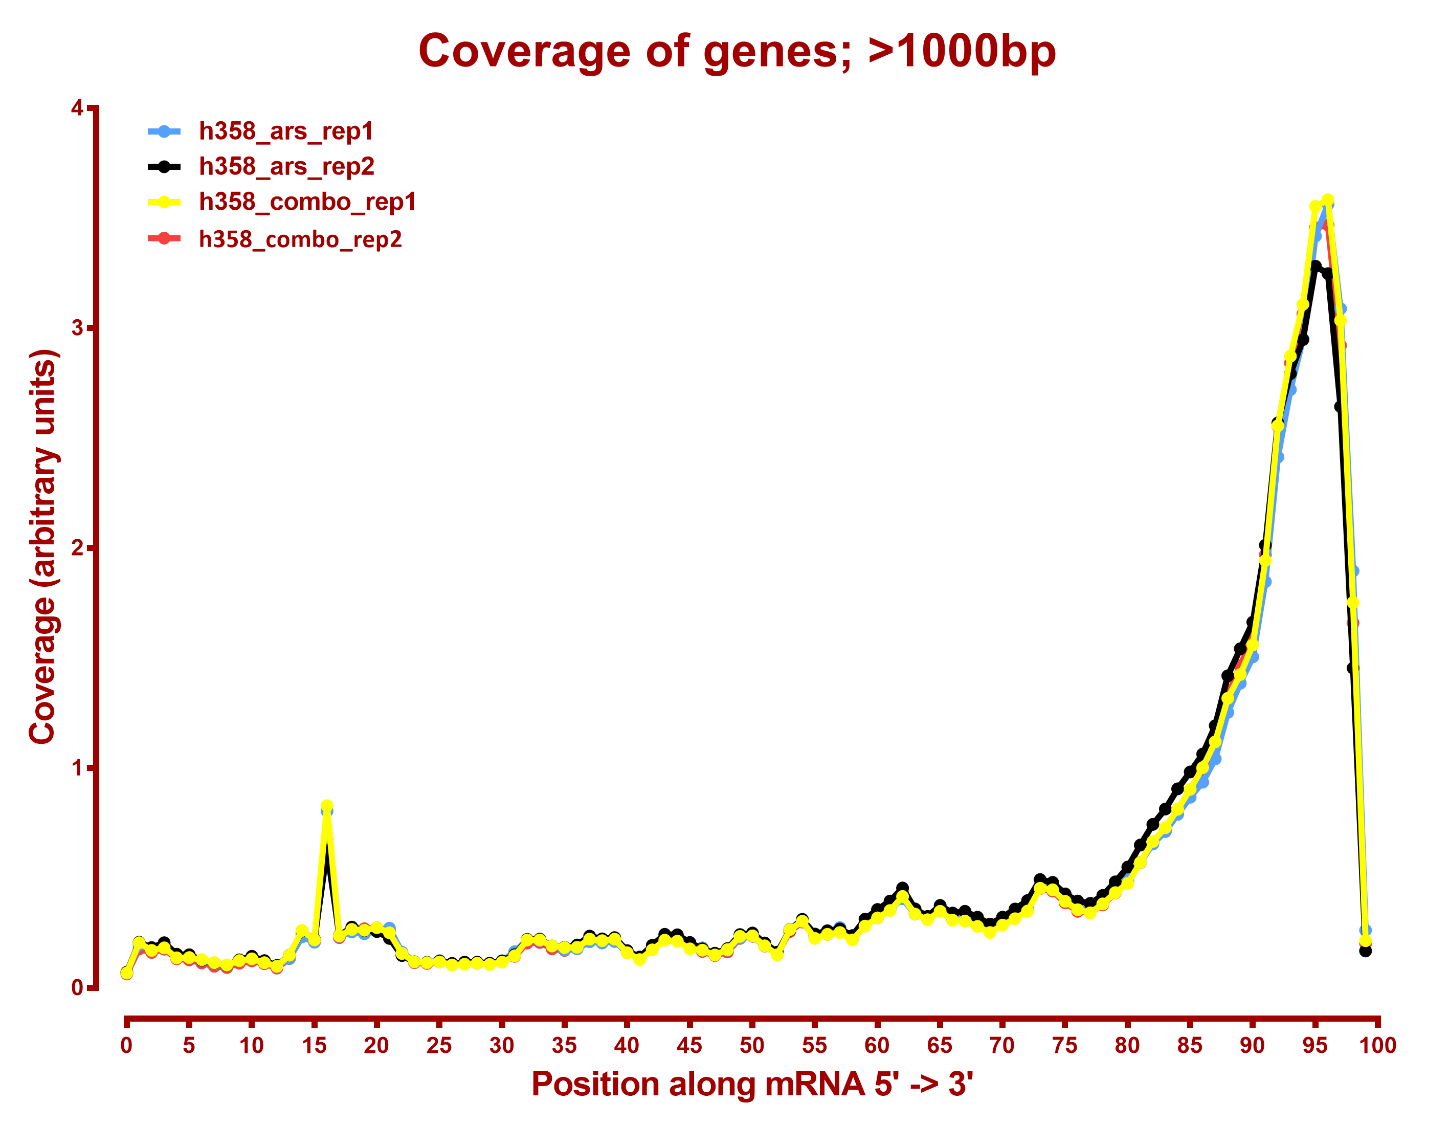 Coverage of genes; >1000bp
4
h358_ars_rep1
h358_ars_rep2
h358_combo_rep1
h358_combo_rep2
3
Coverage (arbitrary units)
2
1
0
0 5 10 15 20 25 30 35 40 45 50 55 60 65 70 75 80 85 90 95 100
Position along mRNA 5' -> 3'